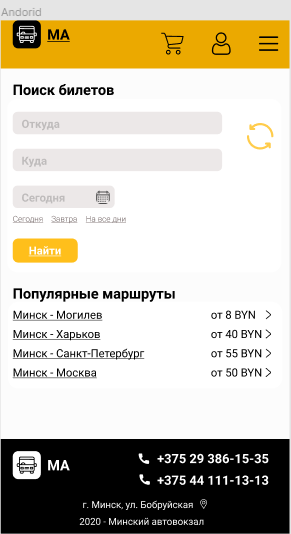 Andorid
MA
Поиск билетов
Откуда
Куда
Сегодня
Сегодня Завтра На все дни
Найти
Популярные маршруты
Минск - Могилев от 8 BYN
Минск - Харьков от 40 BYN
Минск - Санкт-Петербург от 55 BYN
Минск - Москва от 50 BYN
MA
+375 29 386-15-35
+375 44 111-13-13
г. Минск, ул. Бобруйская
2020 - Минский автовокзал